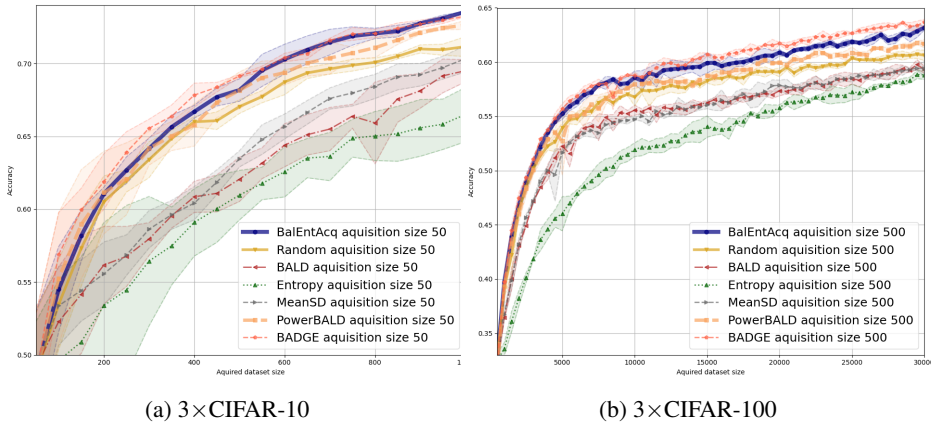 0.70
0.65
0.60
0.55
0.50
Accuracy
200
400
600
800
1000
Aquired dataset size
BalEntAcq aquisition size 50
Random aquisition size 50
BALD aquisition size 50
Entropy aquisition size 50
MeanSD aquisition size 50
PowerBALD aquisition size 50
BADGE aquisition size 50
(a) 3×CIFAR-10
0.65
0.60
0.55
0.50
0.45
0.40
0.35
Accuracy
5000
10000
15000
20000
25000
30000
Aquired dataset size
BalEntAcq aquisition size 500
Random aquisition size 500
BALD aquisition size 500
Entropy aquisition size 500
MeanSD aquisition size 500
PowerBALD aquisition size 500
BADGE aquisition size 500
(b) 3×CIFAR-100